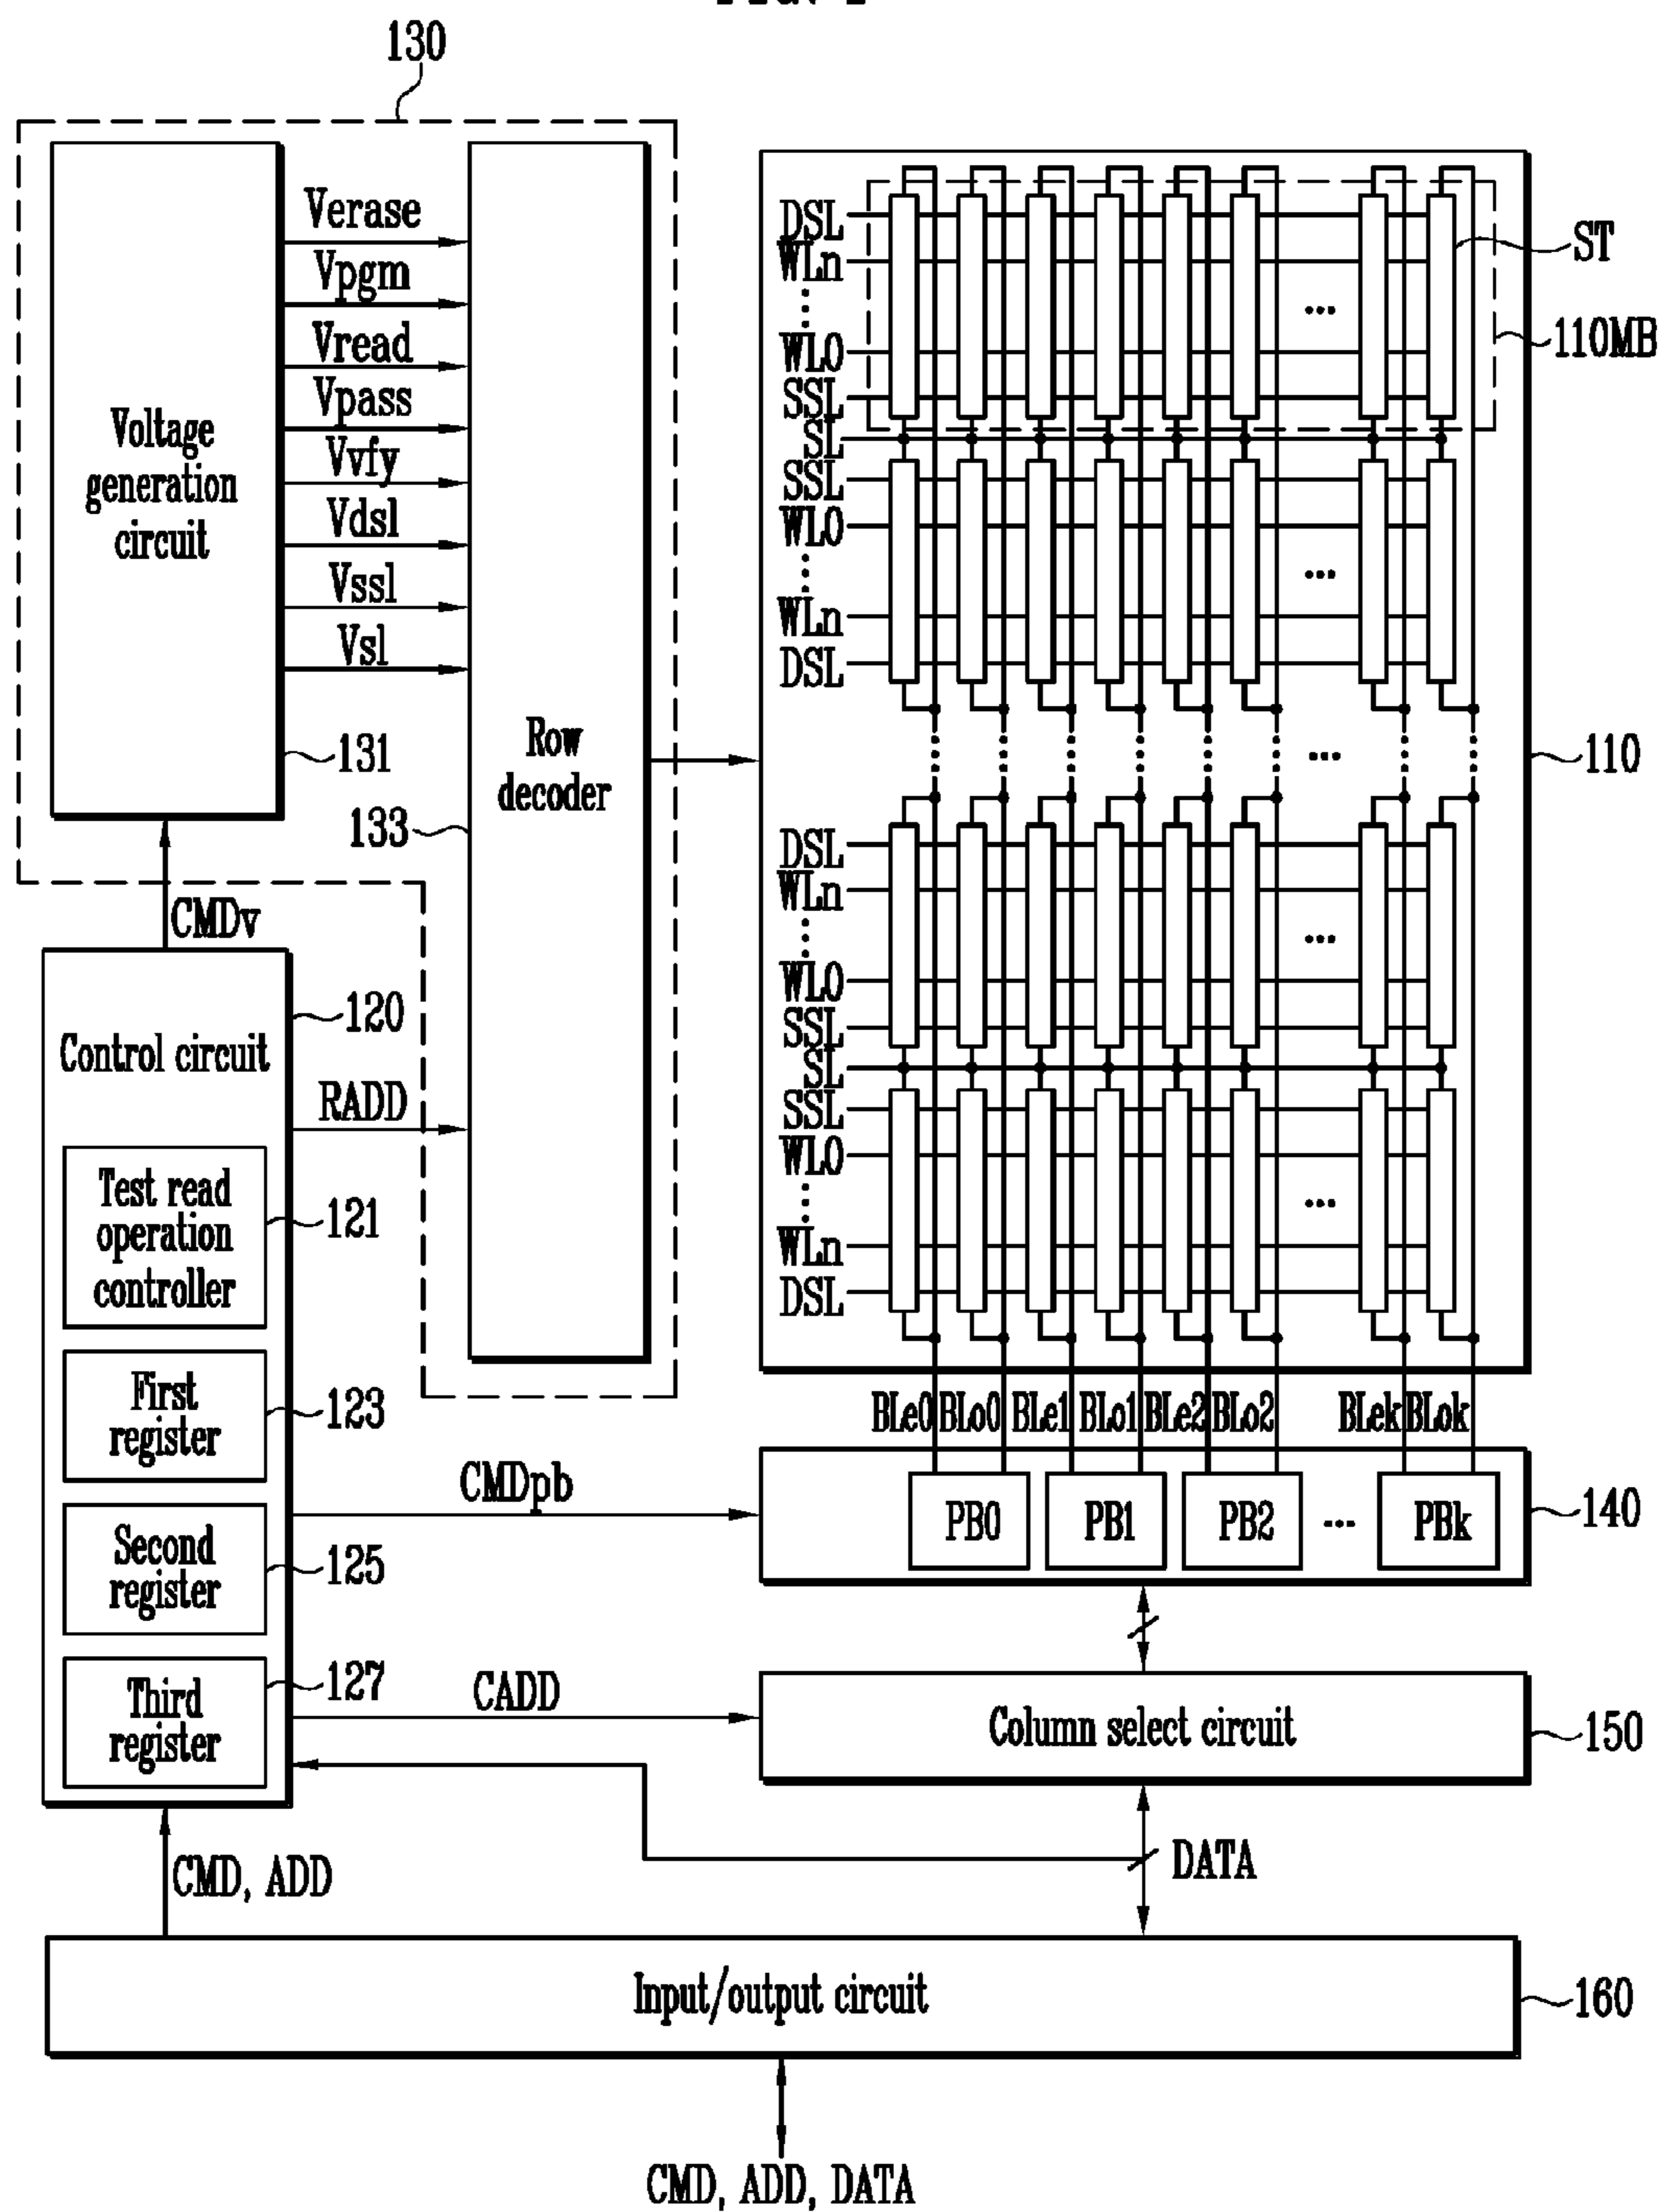 130
Voltage
generation
circuit
131
Verase
Vpgm
Vread
Vpass
Vvfy
Vdsl
Vssl
Vsl
Row
decoder
133
DSL
WLn
WL0
SSL
SL
SSL
WL0
WLn
DSL
DSL
WLn
WL0
SSL
SL
SSL
WL0
WLn
DSL
ST
110MB
110
CMDv
Control circuit
120
RADD
Test read
operation
controller
121
First
register
123
Second
register
125
Third
register
127
BLe0 BLo0 BLe1 BLo1 BLe2 BLo2 BLek BLok
CMDpb
PB0 PB1 PB2 ... PBk
140
CADD
Column select circuit
150
CMD, ADD
DATA
Input/output circuit
160
CMD, ADD, DATA